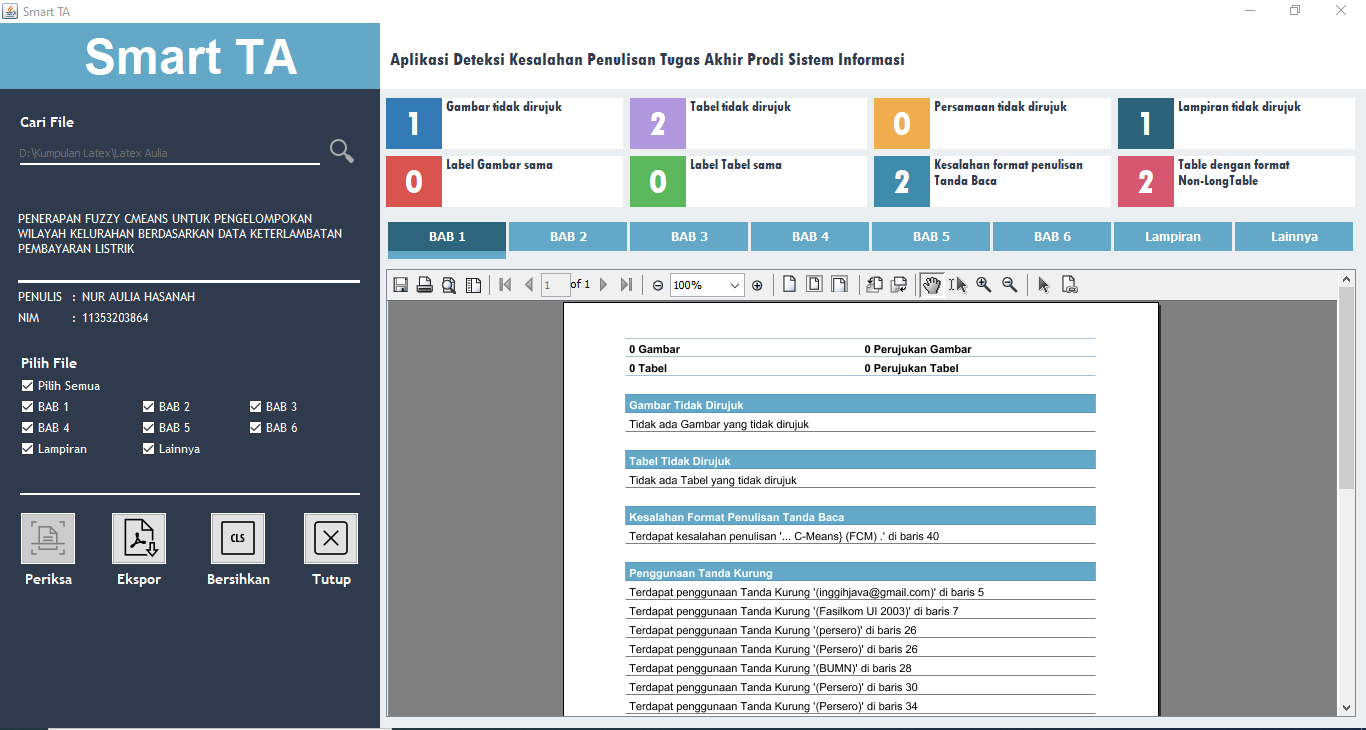 Smart TA
Smart TA
Aplikasi Deteksi Kesalahan Penulisan Tugas Akhir Prodi Sistem Informasi
Cari File
D:\Kumpulan Latex\Latex Aulia
PENERAPAN FUZZY CMEANS UNTUK PENGELOMPOKAN
WILAYAH KELURAHAN BERDASARKAN DATA KETERLAMBATAN
PEMBAYARAN LISTRIK
PENULIS : NUR AULIA HASANAH
NIM : 11353203864
Pilih File
Pilih Semua
BAB 1 BAB 2 BAB 3
BAB 4 BAB 5 BAB 6
Lampiran Lainnya
CLS
Periksa Ekspor Bersihkan Tutup
1 Gambar tidak dirujuk
2 Tabel tidak dirujuk
0 Persamaan tidak dirujuk
1 Lampiran tidak dirujuk
0 Label Gambar sama
0 Label Tabel sama
2 Kesalahan format penulisan
Tanda Baca
2 Table dengan format
Non-LongTable
BAB 1 BAB 2 BAB 3 BAB 4 BAB 5 BAB 6 Lampiran Lainnya
1 of 1 100%
0 Gambar 0 Perujukan Gambar
0 Tabel 0 Perujukan Tabel
Gambar Tidak Dirujuk
Tidak ada Gambar yang tidak dirujuk
Tabel Tidak Dirujuk
Tidak ada Tabel yang tidak dirujuk
Kesalahan Format Penulisan Tanda Baca
Terdapat kesalahan penulisan '... C-Means} (FCM) .' di baris 40
Penggunaan Tanda Kurung
Terdapat penggunaan Tanda Kurung '(inggihjava@gmail.com)' di baris 5
Terdapat penggunaan Tanda Kurung '(Fasilkom UI 2003)' di baris 7
Terdapat penggunaan Tanda Kurung '(persero)' di baris 26
Terdapat penggunaan Tanda Kurung '(Persero)' di baris 26
Terdapat penggunaan Tanda Kurung '(BUMN)' di baris 28
Terdapat penggunaan Tanda Kurung '(Persero)' di baris 30
Terdapat penggunaan Tanda Kurung '(Persero)' di baris 34